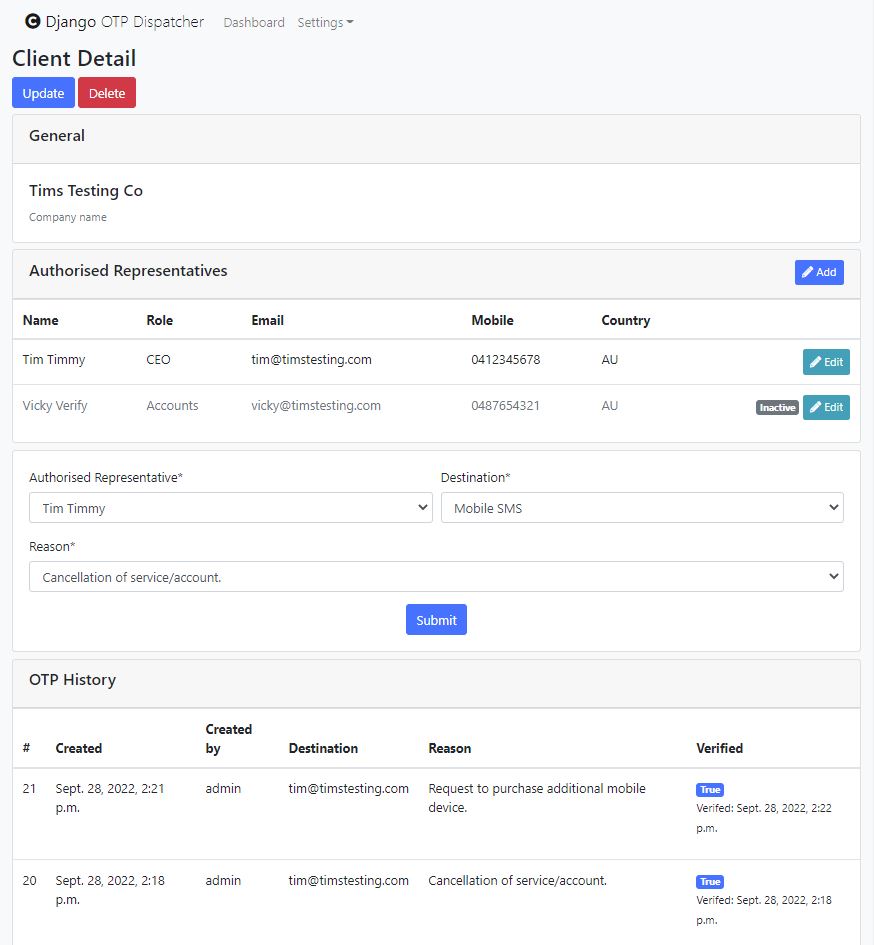 Django OTP Dispatcher Dashboard Settings
Client Detail
Update Delete
General
Tims Testing Co
Company name
Authorised Representatives Add
Name Role Email Mobile Country
Tim Timmy CEO tim@timstesting.com 0412345678 AU Edit
Vicky Verify Accounts vicky@timstesting.com 0487654321 AU Inactive Edit
Authorised Representative* Destination*
Tim Timmy Mobile SMS
Reason*
Cancellation of service/account.
Submit
OTP History
Created
# Created by Destination Reason Verified
21 Sept. 28, 2022, 2:21 admin tim@timstesting.com Request to purchase additional mobile True
p.m. device. Verifed: Sept. 28, 2022, 2:22
p.m.
20 Sept. 28, 2022, 2:18 admin tim@timstesting.com Cancellation of service/account. True
p.m. Verifed: Sept. 28, 2022, 2:18
p.m.